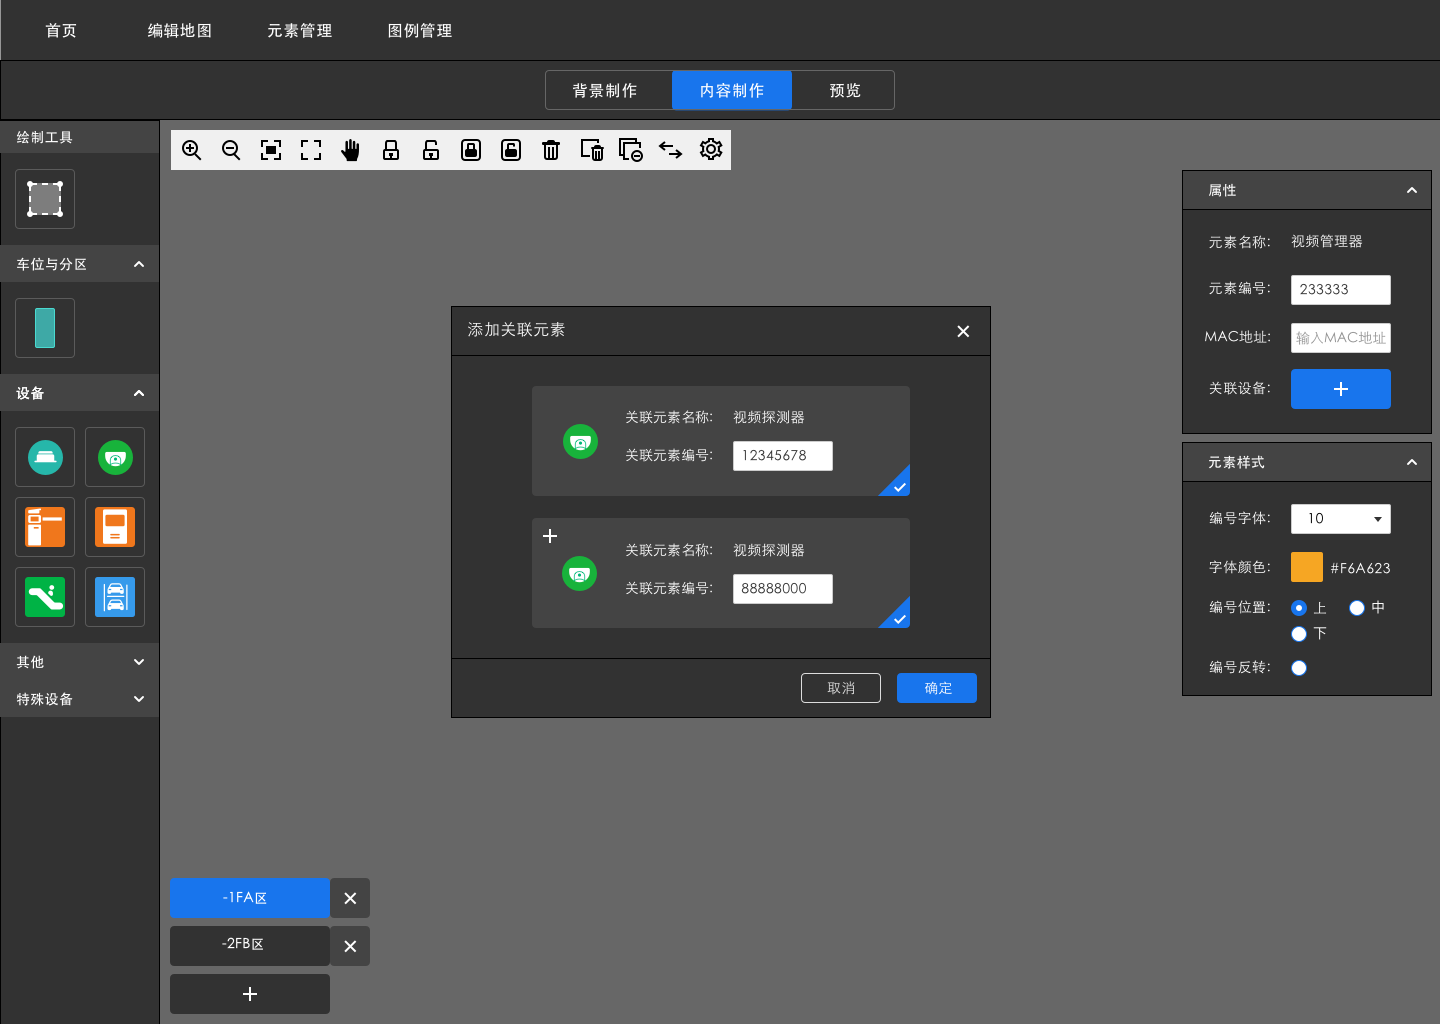 首页 编辑地图 元素管理 图例管理
背景制作 内容制作 预览
绘制工具
车位与分区
设备
其他
特殊设备
添加关联元素
关联元素名称: 视频探测器
关联元素编号: 12345678
关联元素名称: 视频探测器
关联元素编号: 88888000
取消 确定
属性
元素名称: 视频管理器
元素编号: 233333
MAC地址: 输入MAC地址
关联设备:
元素样式
编号字体: 10
字体颜色: #F6A623
编号位置: 上 中
下
编号反转:
-1FA区
-2FB区